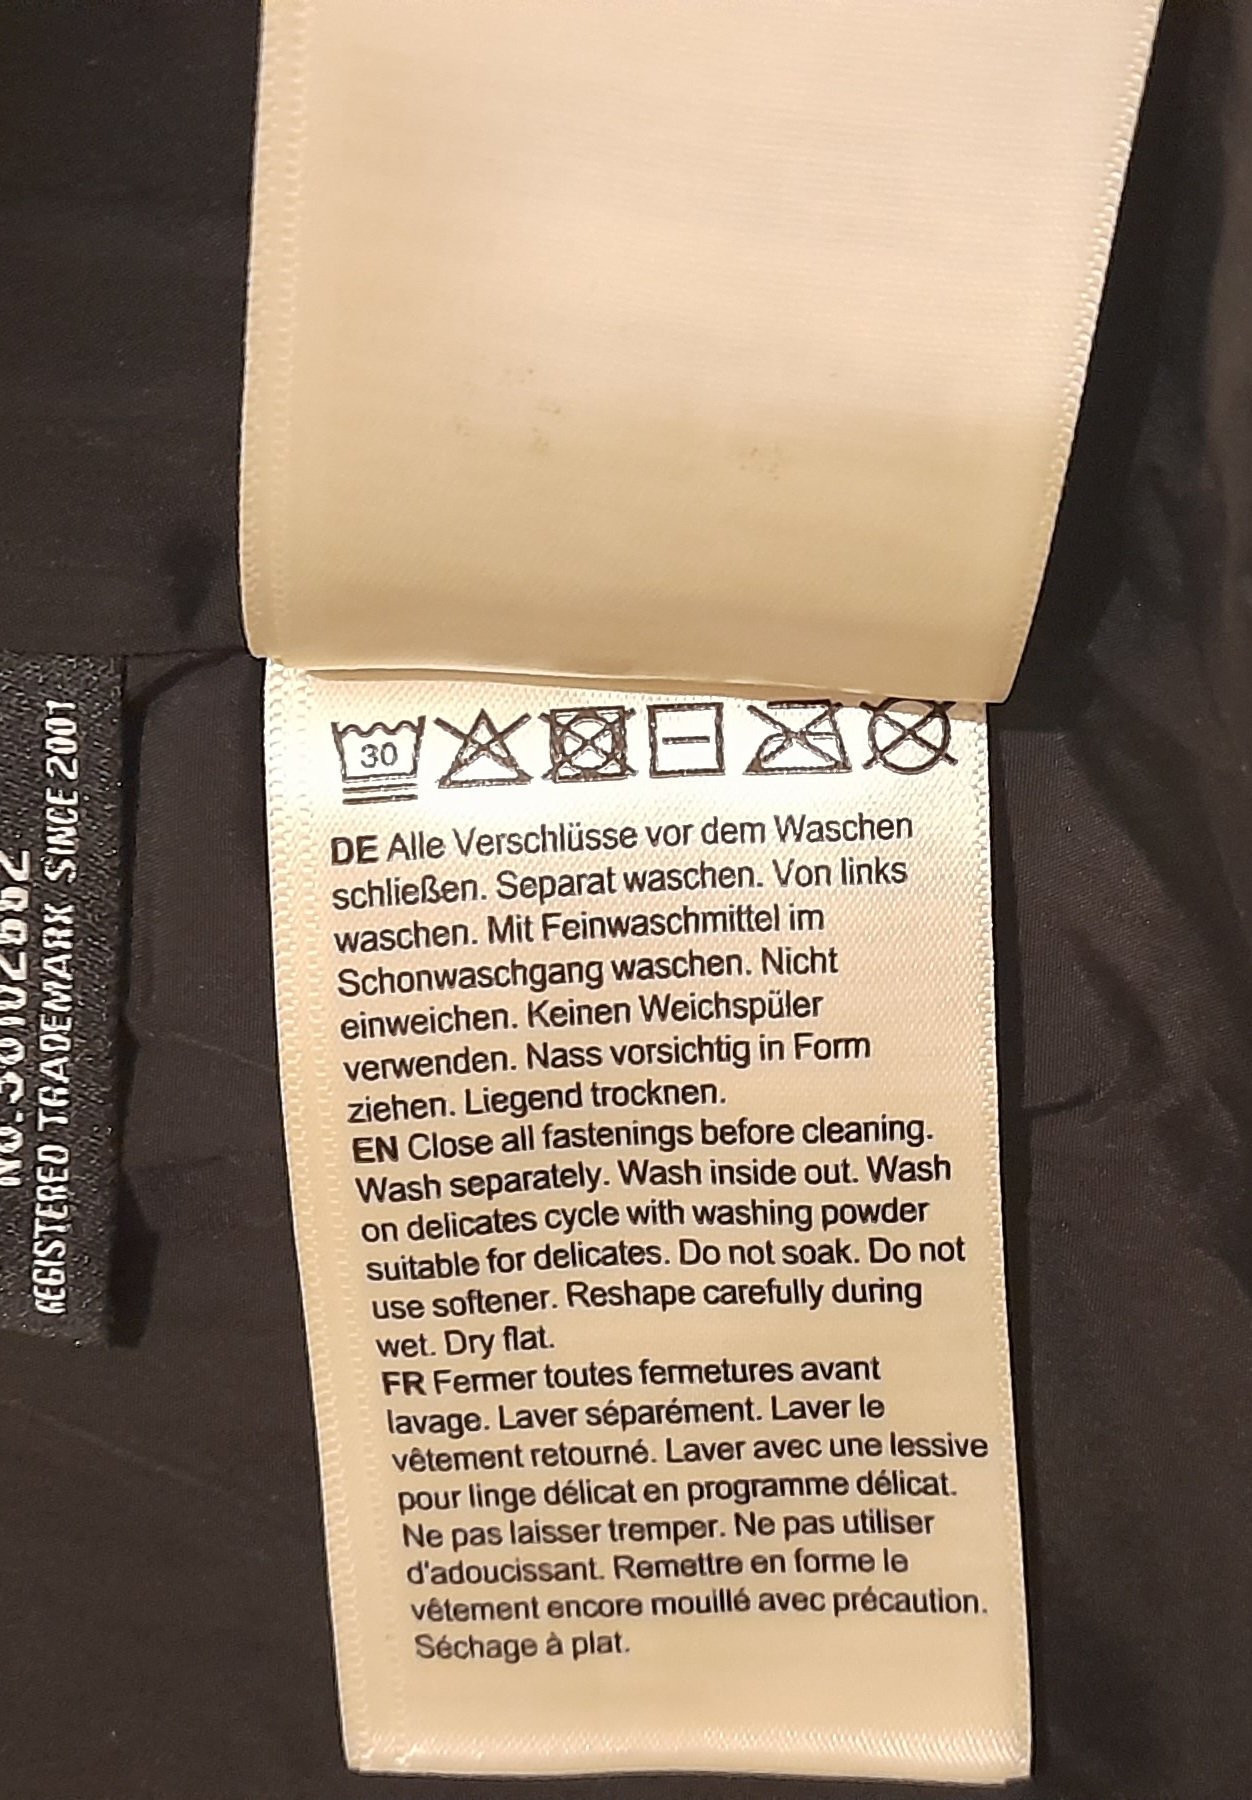 30
DE Alle Verschlüsse vor dem Waschen
schließen. Separat waschen. Von links
waschen. Mit Feinwaschmittel im
Schonwaschgang waschen. Nicht
einweichen. Keinen Weichspüler
verwenden. Nass vorsichtig in Form
ziehen. Liegend trocknen.
EN Close all fastenings before cleaning.
Wash separately. Wash inside out. Wash
on delicates cycle with washing powder
suitable for delicates. Do not soak. Do not
use softener. Reshape carefully during
wet. Dry flat.
FR Fermer toutes fermetures avant
lavage. Laver séparément. Laver le
vêtement retourné. Laver avec une lessive
pour linge délicat en programme délicat.
Ne pas laisser tremper. Ne pas utiliser
d'adoucissant. Remettre en forme le
vêtement encore mouillé avec précaution.
Séchage à plat.
REGISTERED TRADEMARK SINCE 2001